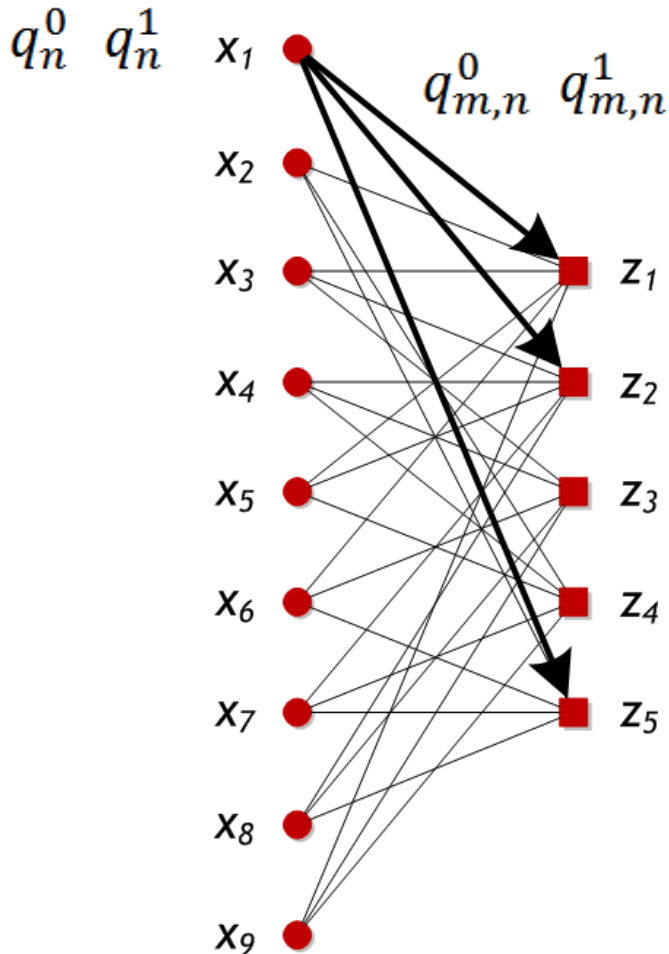 q_n^0 q_n^1 x_1 q_{m,n}^0 q_{m,n}^1
x_2
x_3 z_1
x_4 z_2
x_5 z_3
x_6 z_4
x_7 z_5
x_8
x_9